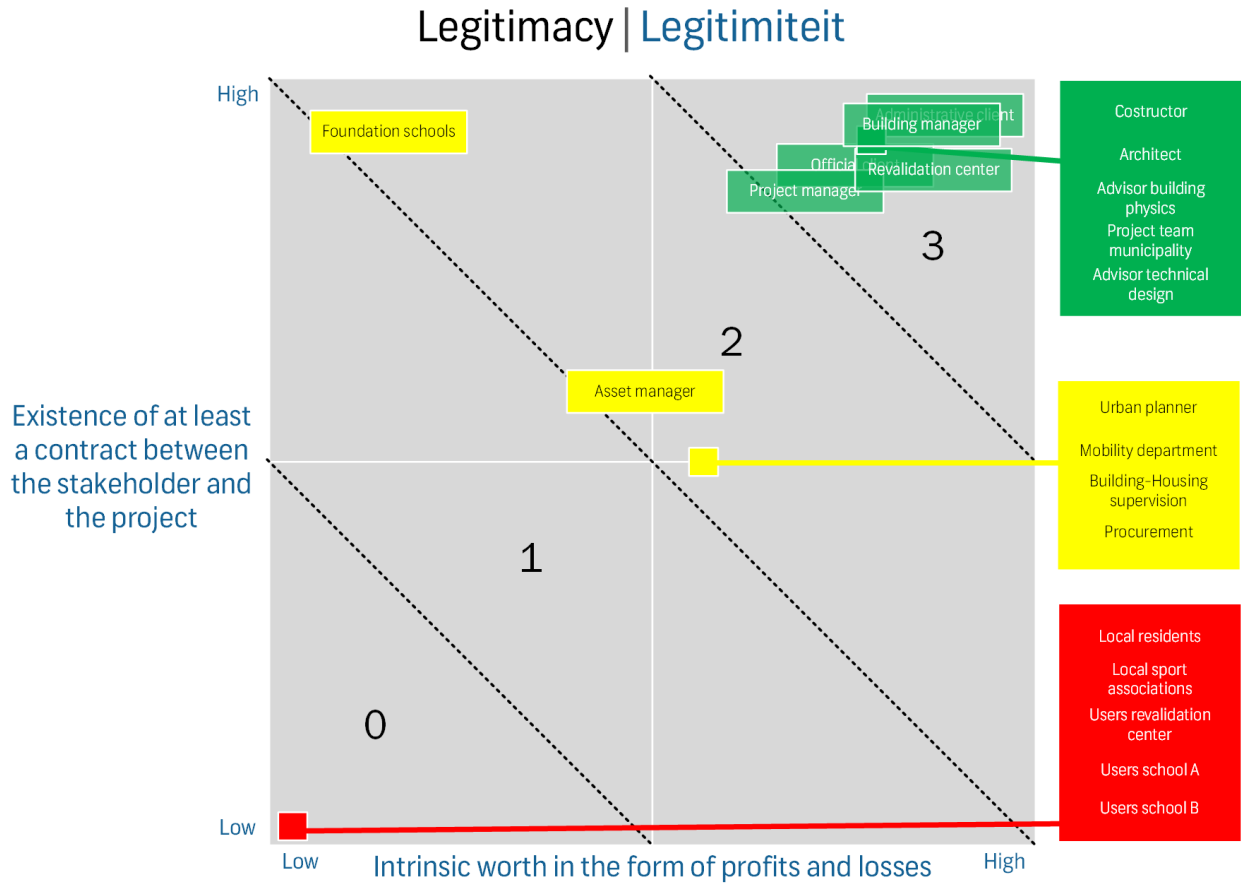 Legitimacy | Legitimiteit
High
Foundation schools
Administrative client
Building manager
Official client
Revalidation center
Project manager
3
2
Asset manager
1
0
Existence of at least
a contract between
the stakeholder and
the project
Low
Low
Intrinsic worth in the form of profits and losses
High
Costructor
Architect
Advisor building
physics
Project team
municipality
Advisor technical
design
Urban planner
Mobility department
Building-Housing
supervision
Procurement
Local residents
Local sport
associations
Users revalidation
center
Users school A
Users school B